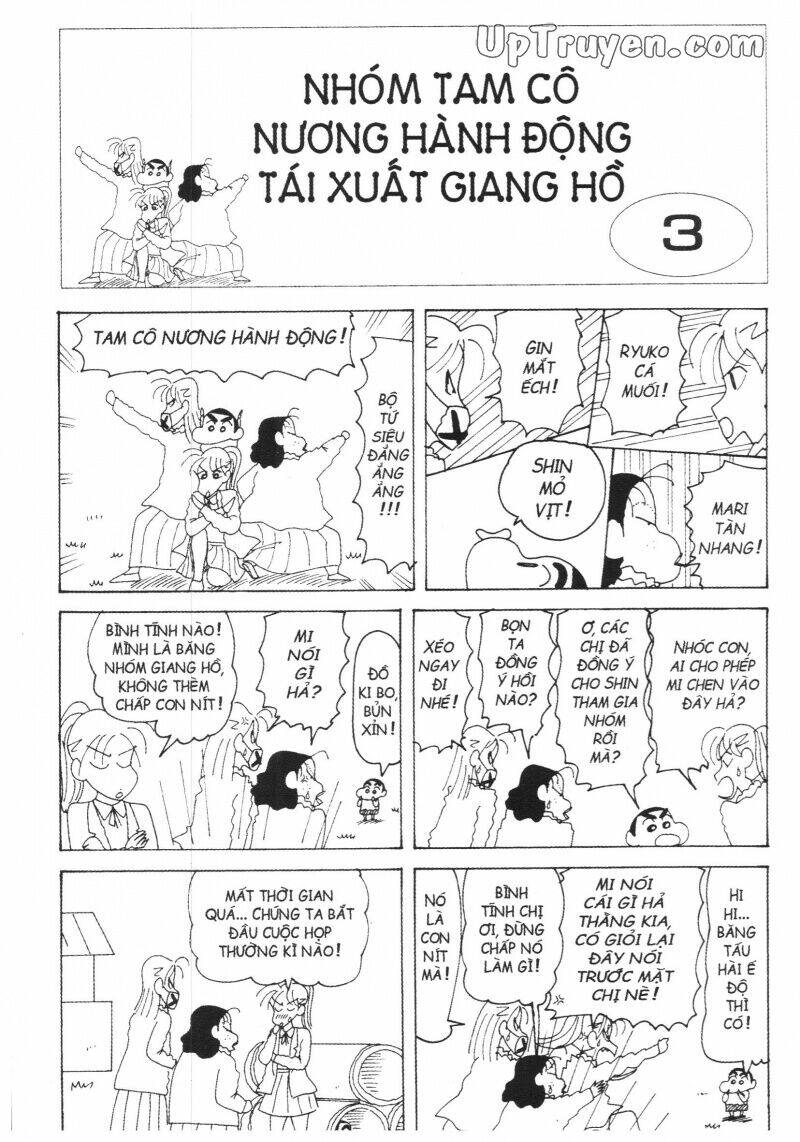 UpTruyen.com
NHÓM TAM CÔ
NƯƠNG HÀNH ĐỘNG
TÁI XUẤT GIANG HỒ
3
RYUKO
CÁ
MUỐI!
GIN
MẮT
ẾCH!
MARI
TÀN
NHANG!
SHIN
MỎ
VỊT!
TAM CÔ NƯƠNG HÀNH ĐỘNG!
BỘ
TỨ
SIÊU
ĐẲNG
ẲNG
ẲNG
!!!
NHÓC CON,
AI CHO PHÉP
MI CHEN VÀO
ĐÂY HẢ?
Ơ, CÁC
CHỊ ĐÃ
ĐỒNG Ý
CHO SHIN
THAM GIA
NHÓM
RỒI
MÀ?
BỌN
TA
ĐỒNG
Ý HỒI
NÀO?
XÉO
NGAY
ĐI
NHÉ!
ĐỒ
KI BO,
BỦN
XỈN!
MI
NÓI
GÌ
HẢ?
BÌNH TĨNH NÀO!
MÌNH LÀ BĂNG
NHÓM GIANG HỒ,
KHÔNG THÈM
CHẤP CON NÍT!
HI
HI...
BĂNG
TẤU
HÀI Ế
ĐỘ
THÌ
CÓ!
MI NÓI
CÁI GÌ HẢ
THẰNG KIA,
CÓ GIỎI LẠI
ĐÂY NÓI
TRƯỚC MẶT
CHỊ NÈ!
BÌNH
TĨNH CHỊ
ƠI, ĐỪNG
CHẤP NÓ
LÀM GÌ!
NÓ
LÀ
CON
NÍT
MÀ!
MẤT THỜI GIAN
QUÁ... CHÚNG TA BẮT
ĐẦU CUỘC HỌP
THƯỜNG KÌ NÀO!